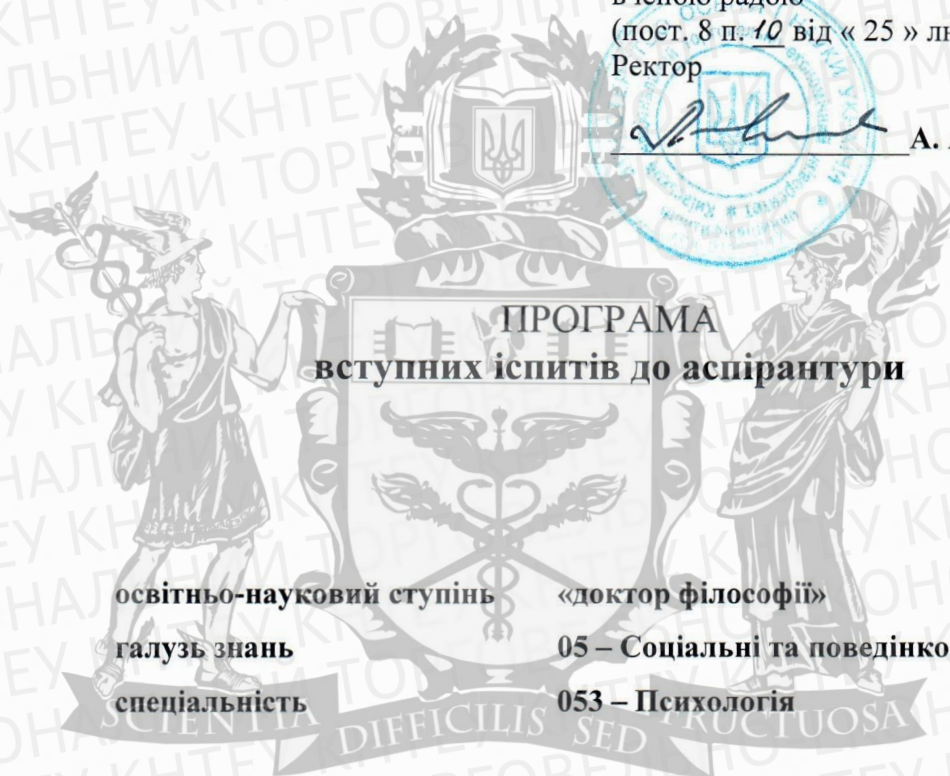 вченою радою
(пост. 8 п. 10 від « 25 » лю
Ректор
А. А
ПРОГРАМА
вступних іспитів до аспірантури
освітньо-науковий ступінь «доктор філософії»
галузь знань 05 – Соціальні та поведінко
спеціальність 053 – Психологія
SCIENTIA DIFFICILIS SED FRUCTUOSA